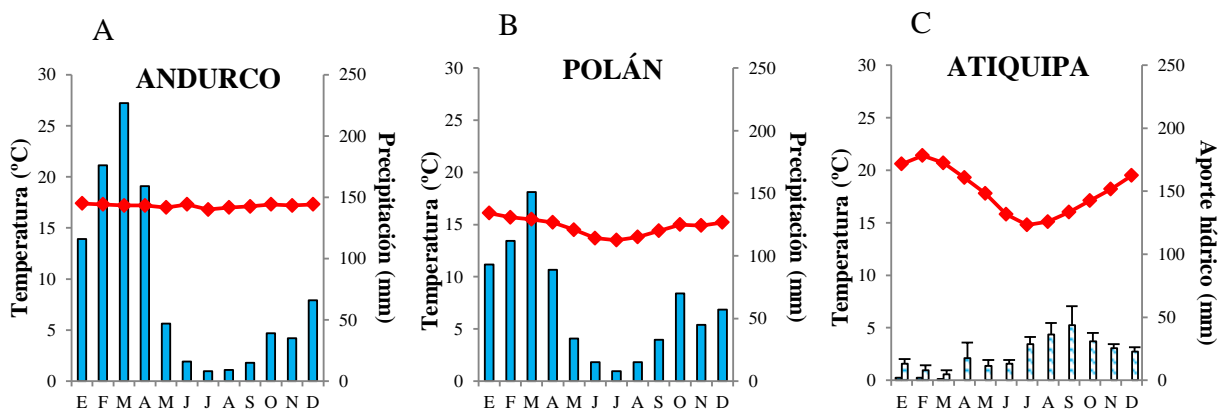 A
ANDURCO
Temperatura (ºC)
30
25
20
15
10
5
0
250
200
150
100
50
0
Precipitación (mm)
E F M A M J J A S O N D
B
POLÁN
Temperatura (ºC)
30
25
20
15
10
5
0
250
200
150
100
50
0
Precipitación (mm)
E F M A M J J A S O N D
C
ATIQUIPA
Temperatura (ºC)
30
25
20
15
10
5
0
250
200
150
100
50
0
Aporte hídrico (mm)
E F M A M J J A S O N D